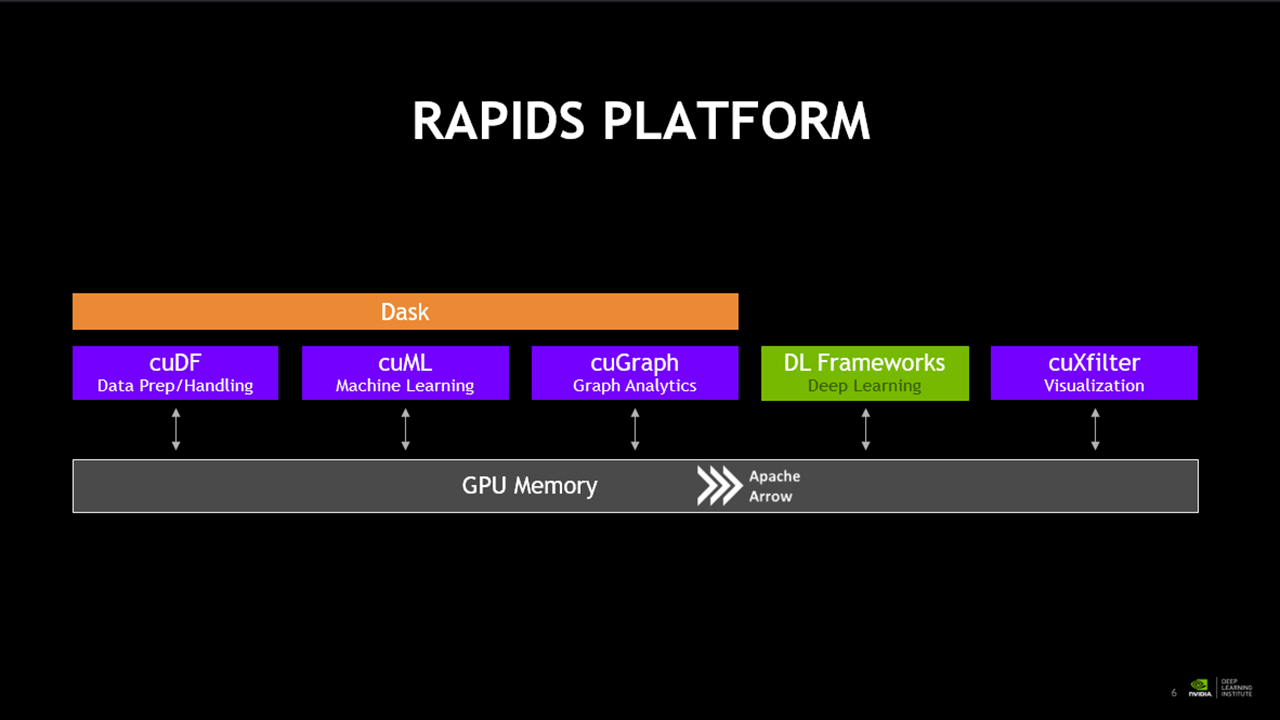 RAPIDS PLATFORM
Dask
cuDF
Data Prep/Handling
cuML
Machine Learning
cuGraph
Graph Analytics
DL Frameworks
Deep Learning
cuXfilter
Visualization
GPU Memory
Apache
Arrow
6
NVIDIA
DEEP
LEARNING
INSTITUTE